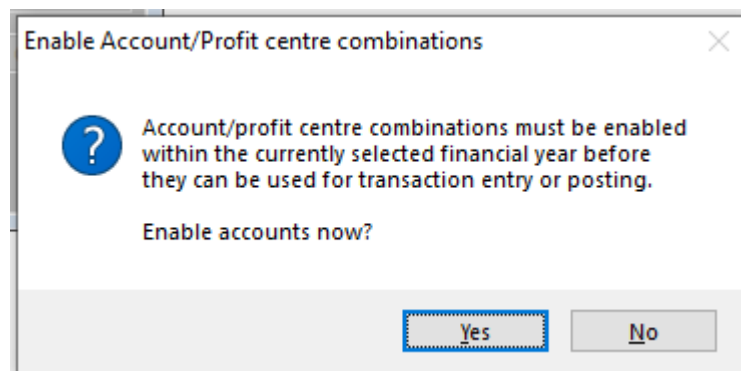 Enable Account/Profit centre combinations
?
Account/profit centre combinations must be enabled
within the currently selected financial year before
they can be used for transaction entry or posting.
Enable accounts now?
Yes
No